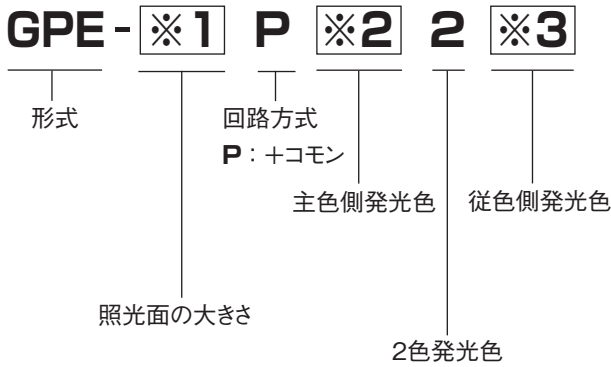 GPE-※1 P ※2 2 ※3
形式
回路方式
P：＋コモン
主色側発光色
従色側発光色
照光面の大きさ
2色発光色